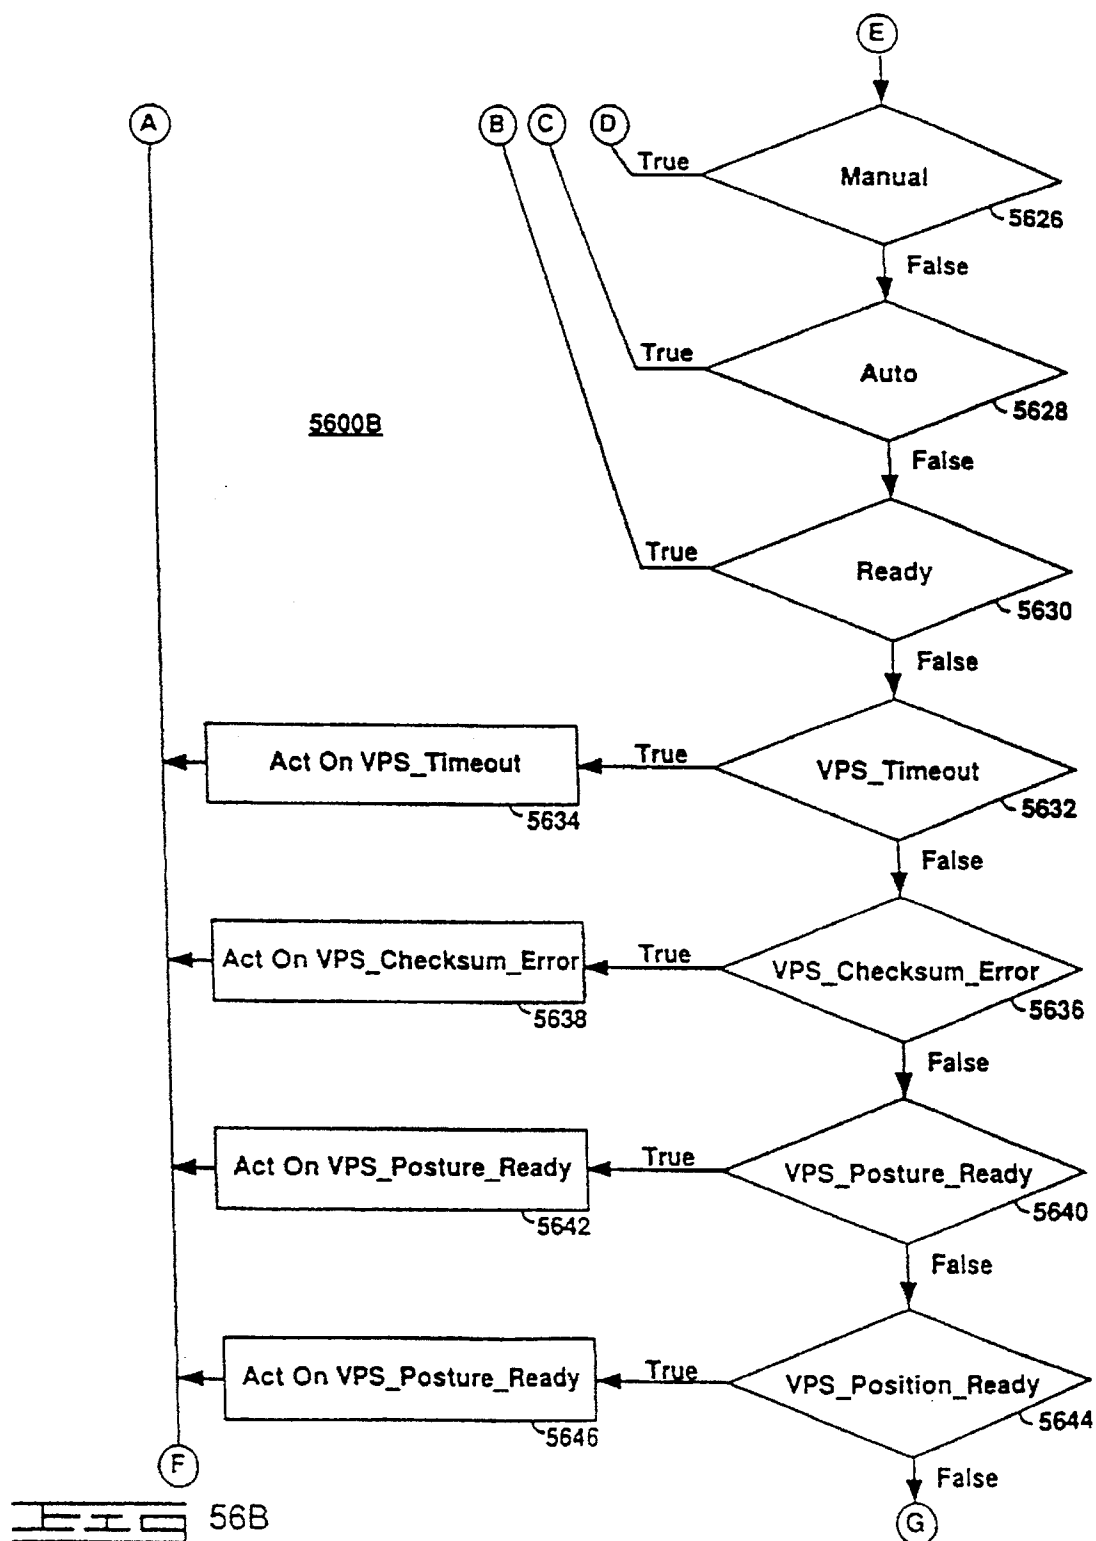 E
A
B
C
D
True
Manual
5626
False
True
Auto
5628
5600B
False
True
Ready
5630
False
Act On VPS_Timeout
True
VPS_Timeout
5634
5632
False
Act On VPS_Checksum_Error
True
VPS_Checksum_Error
5638
5636
False
Act On VPS_Posture_Ready
True
VPS_Posture_Ready
5642
5640
False
Act On VPS_Posture_Ready
True
VPS_Position_Ready
5646
5644
F
False
FIG 56B
G